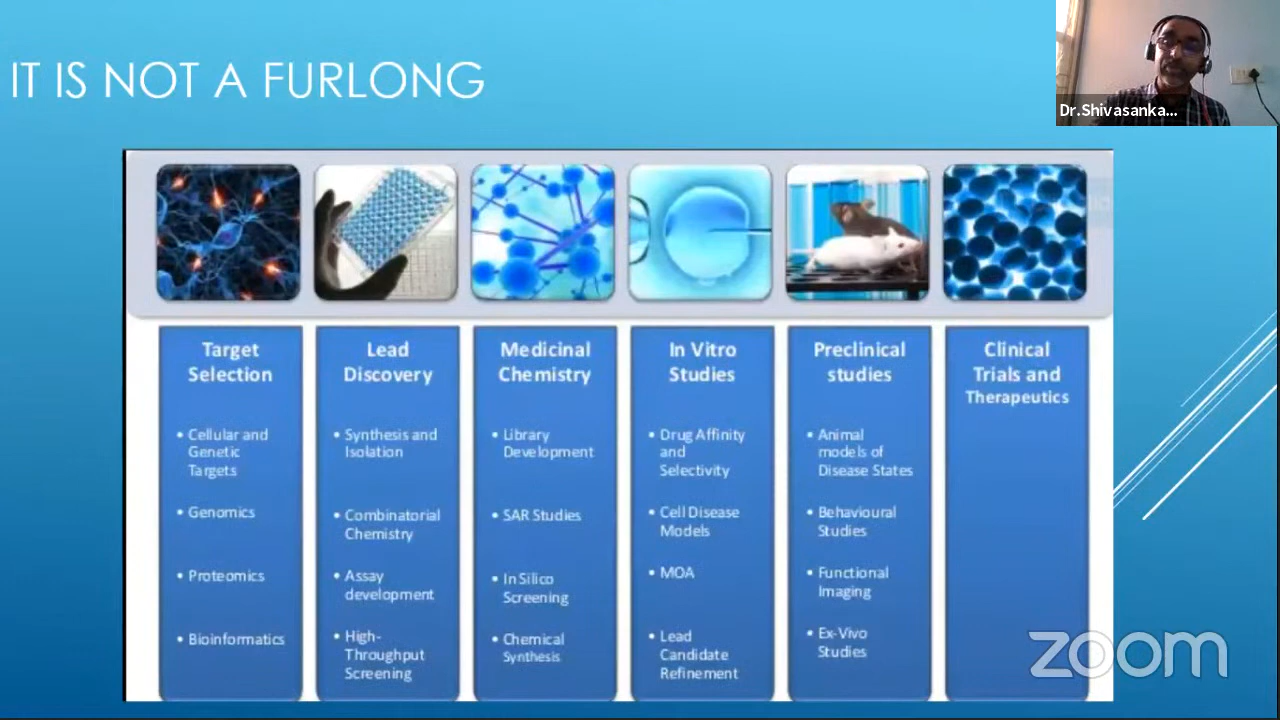 IT IS NOT A FURLONG
Dr.Shivasanka...
Target
Selection
• Cellular and
Genetic
Targets
• Genomics
• Proteomics
• Bioinformatics
Lead
Discovery
• Synthesis and
Isolation
• Combinatorial
Chemistry
• Assay
development
• High-
Throughput
Screening
Medicinal
Chemistry
• Library
Development
• SAR Studies
• In Silico
Screening
• Chemical
Synthesis
In Vitro
Studies
• Drug Affinity
and
Selectivity
• Cell Disease
Models
• MOA
• Lead
Candidate
Refinement
Preclinical
studies
• Animal
models of
Disease States
• Behavioural
Studies
• Functional
Imaging
• Ex-Vivo
Studies
Clinical
Trials and
Therapeutics
zoom